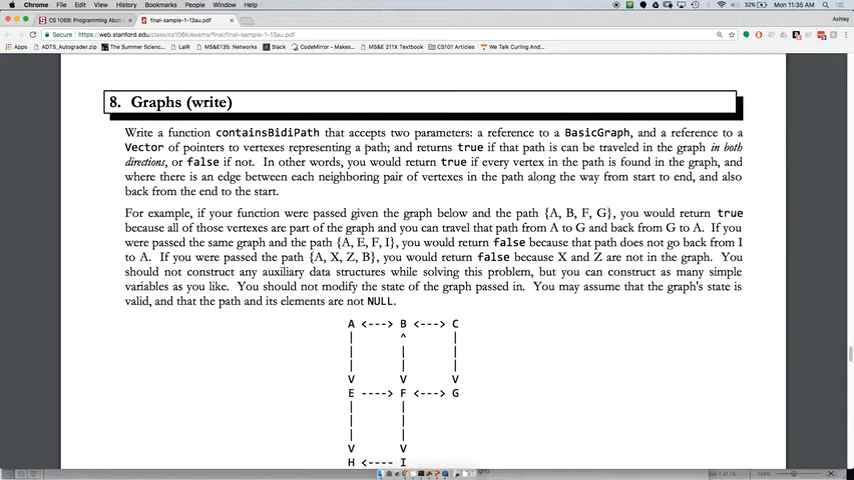 Chrome File Edit View History Bookmarks People Window Help
32% Mon 11:35 AM Ashley
CS 106B: Programming Abstr final-sample-1-13au.pdf Ashley
Secure https://web.stanford.edu/class/cs106b/exams/final/final-sample-1-13au.pdf
Apps ADTS_Autograder.zip The Summer Science... LaIR MS&E135: Networks Slack CodeMirror - Makes... MS&E 211X Textbook CS101 Articles We Talk Curling And...
8. Graphs (write)
Write a function containsBidiPath that accepts two parameters: a reference to a BasicGraph, and a reference to a
Vector of pointers to vertexes representing a path; and returns true if that path is can be traveled in the graph in both
directions, or false if not. In other words, you would return true if every vertex in the path is found in the graph, and
where there is an edge between each neighboring pair of vertexes in the path along the way from start to end, and also
back from the end to the start.
For example, if your function were passed given the graph below and the path {A, B, F, G}, you would return true
because all of those vertexes are part of the graph and you can travel that path from A to G and back from G to A. If you
were passed the same graph and the path {A, E, F, I}, you would return false because that path does not go back from I
to A. If you were passed the path {A, X, Z, B}, you would return false because X and Z are not in the graph. You
should not construct any auxiliary data structures while solving this problem, but you can construct as many simple
variables as you like. You should not modify the state of the graph passed in. You may assume that the graph's state is
valid, and that the path and its elements are not NULL.
A <---> B <---> C
| ^ |
| | |
| | |
V V V
E ----> F <---> G
| |
| |
| |
V V
H <---- I